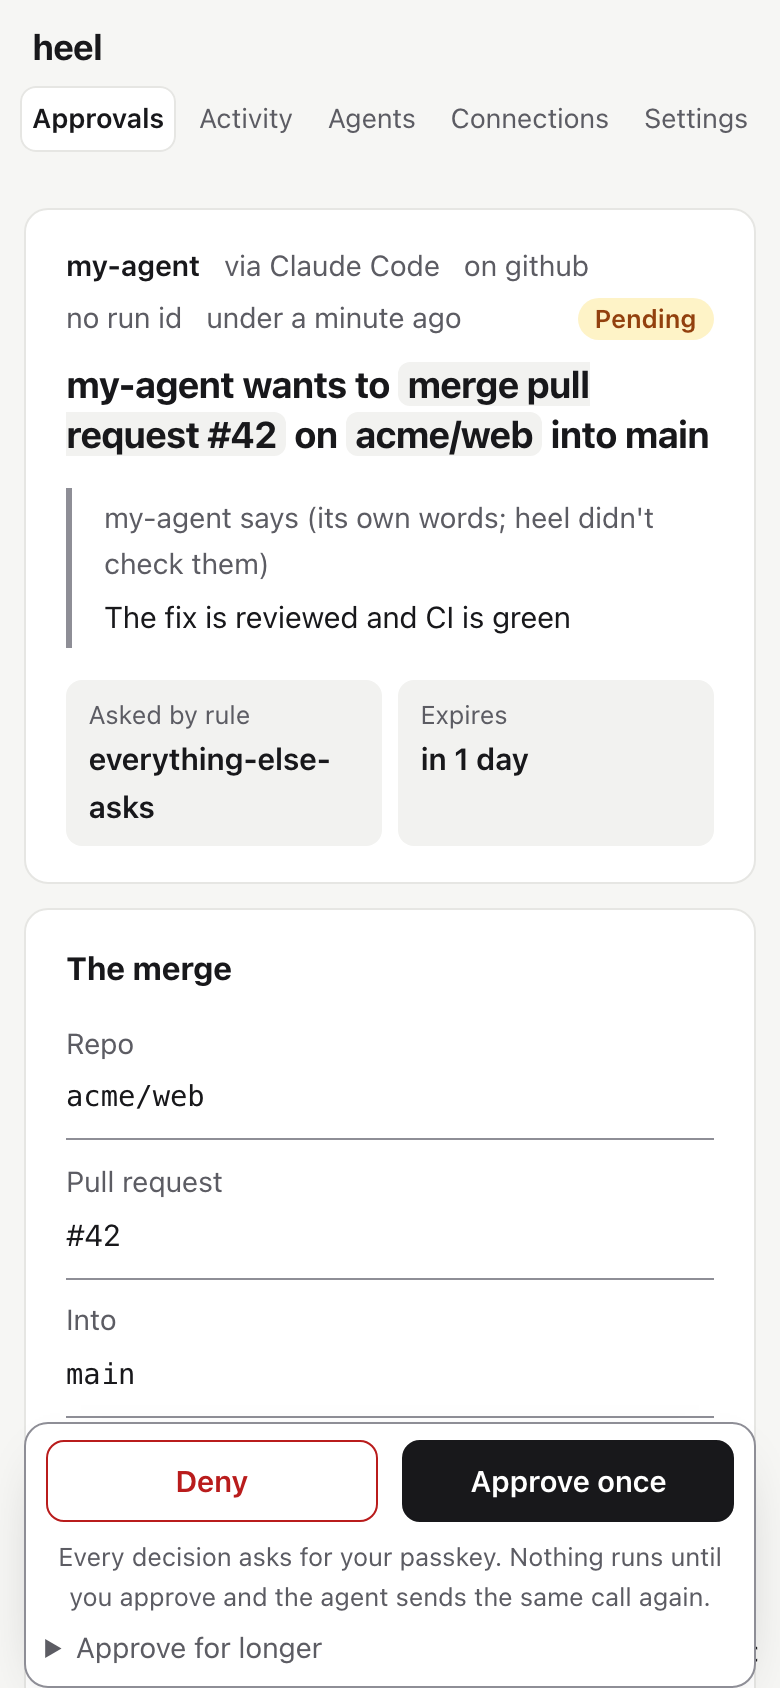 heel
Approvals Activity Agents Connections Settings
my-agent via Claude Code on github
no run id under a minute ago Pending
my-agent wants to merge pull
request #42 on acme/web into main
my-agent says (its own words; heel didn't
check them)
The fix is reviewed and CI is green
Asked by rule
everything-else-
asks
Expires
in 1 day
The merge
Repo
acme/web
Pull request
#42
Into
main
Deny Approve once
Every decision asks for your passkey. Nothing runs until
you approve and the agent sends the same call again.
▶ Approve for longer